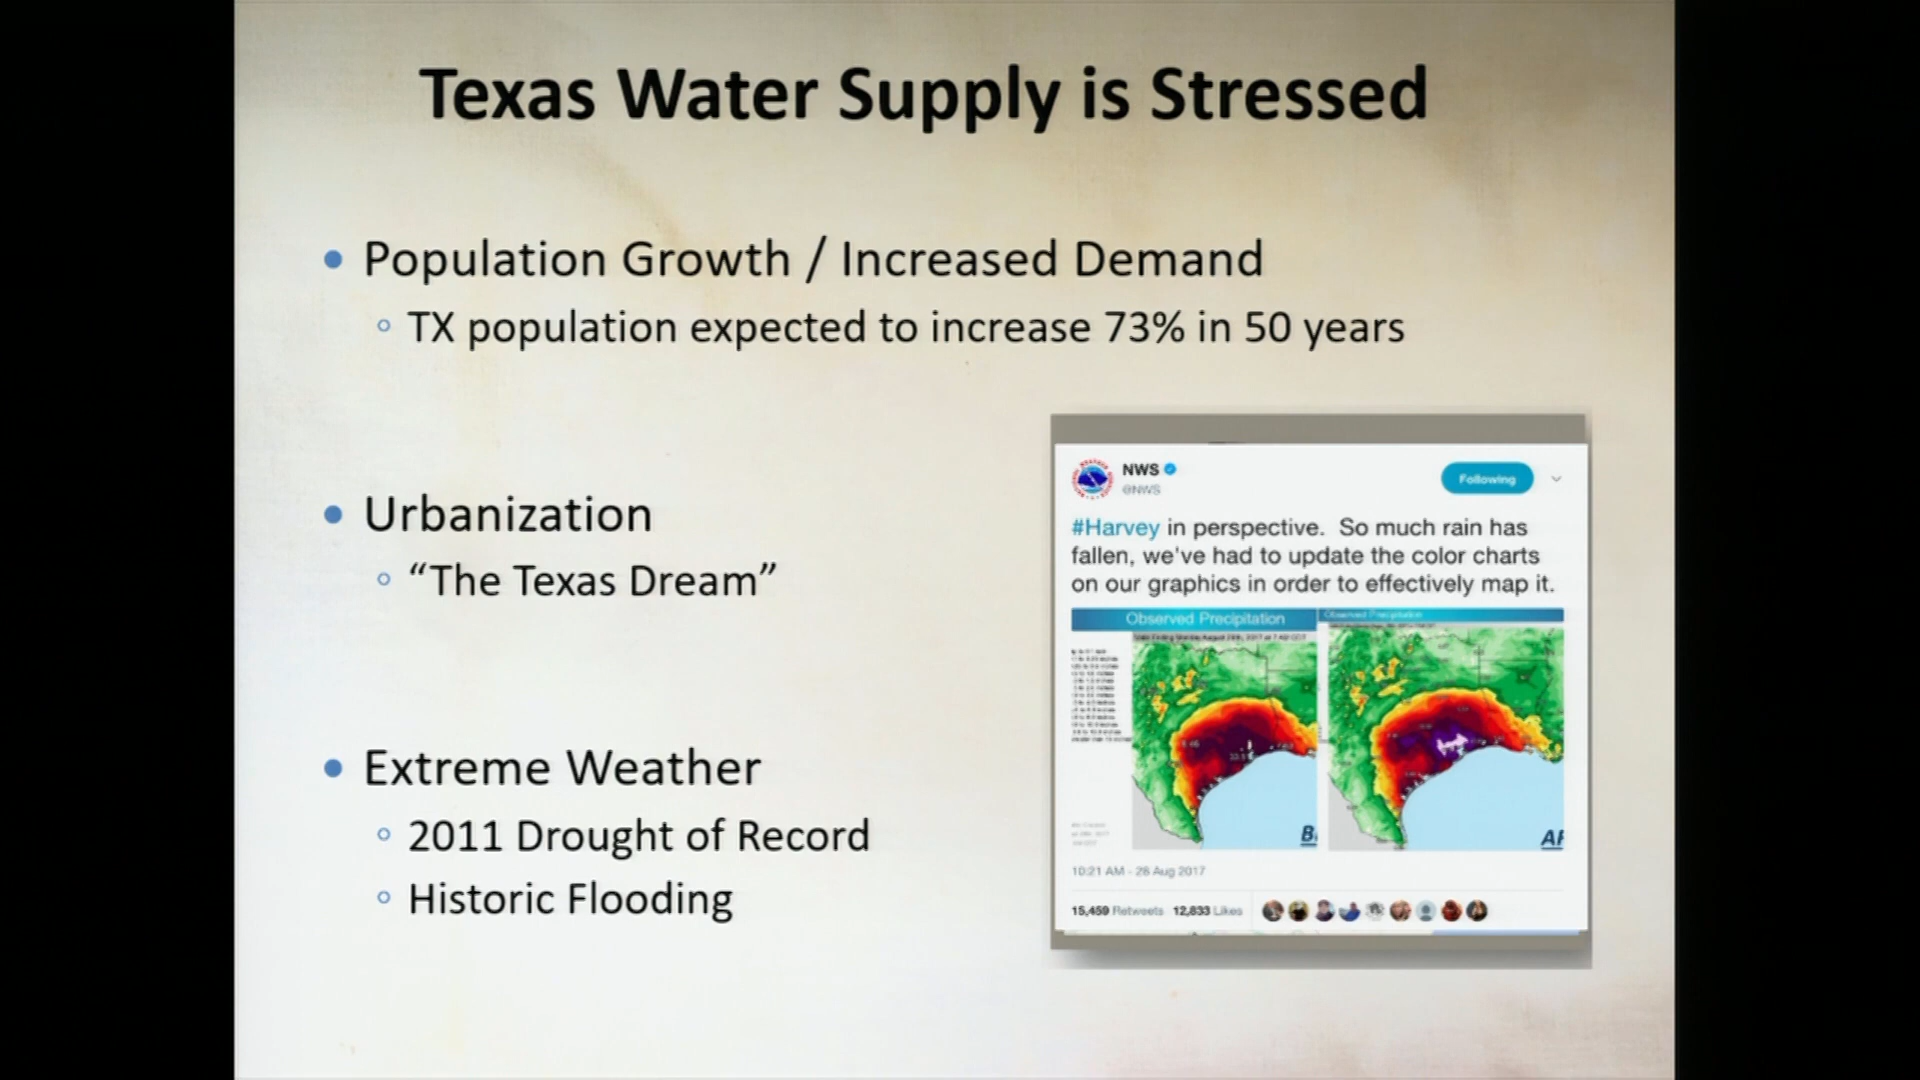 Texas Water Supply is Stressed
• Population Growth / Increased Demand
◦ TX population expected to increase 73% in 50 years
• Urbanization
◦ “The Texas Dream”
• Extreme Weather
◦ 2011 Drought of Record
◦ Historic Flooding
NWS
@NWS
Following
#Harvey in perspective. So much rain has
fallen, we've had to update the color charts
on our graphics in order to effectively map it.
Observed Precipitation
Observed Precipitation
10:21 AM - 28 Aug 2017
15,459 Retweets 12,833 Likes